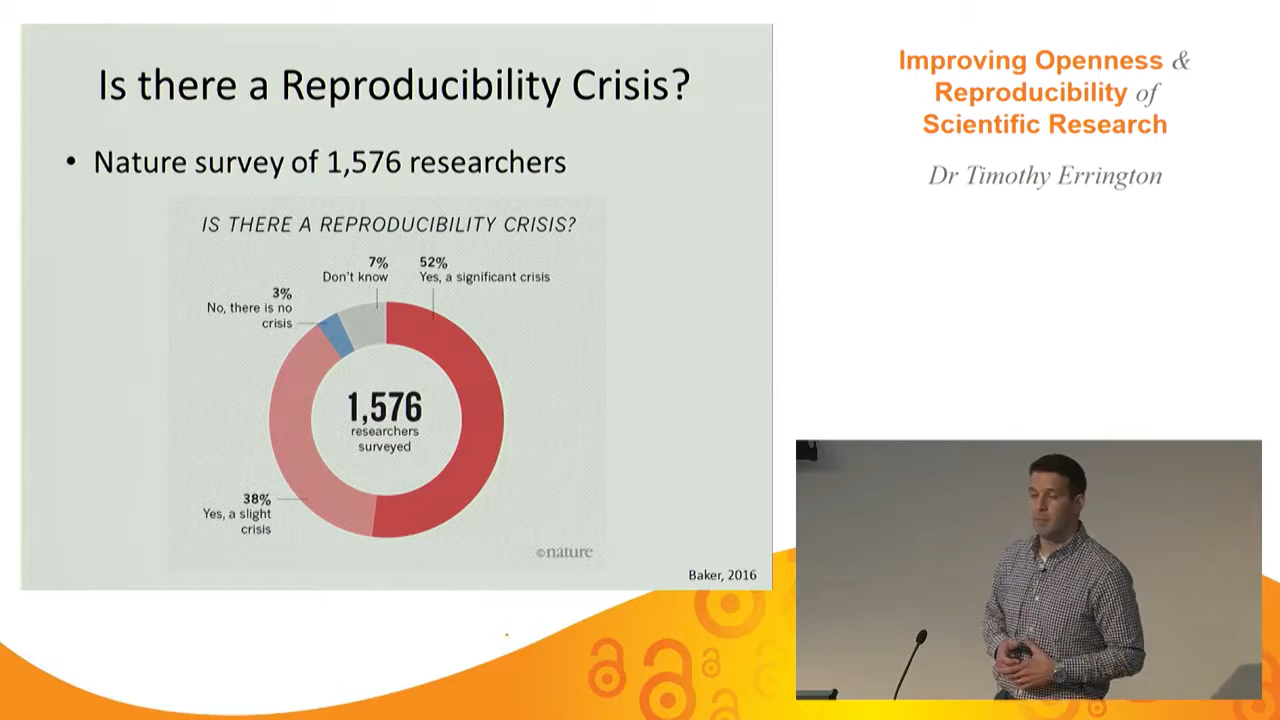 Is there a Reproducibility Crisis?
• Nature survey of 1,576 researchers
IS THERE A REPRODUCIBILITY CRISIS?
7%
Don't know
52%
Yes, a significant crisis
3%
No, there is no
crisis
1,576
researchers
surveyed
38%
Yes, a slight
crisis
©nature
Baker, 2016
Improving Openness &
Reproducibility of
Scientific Research
Dr Timothy Errington